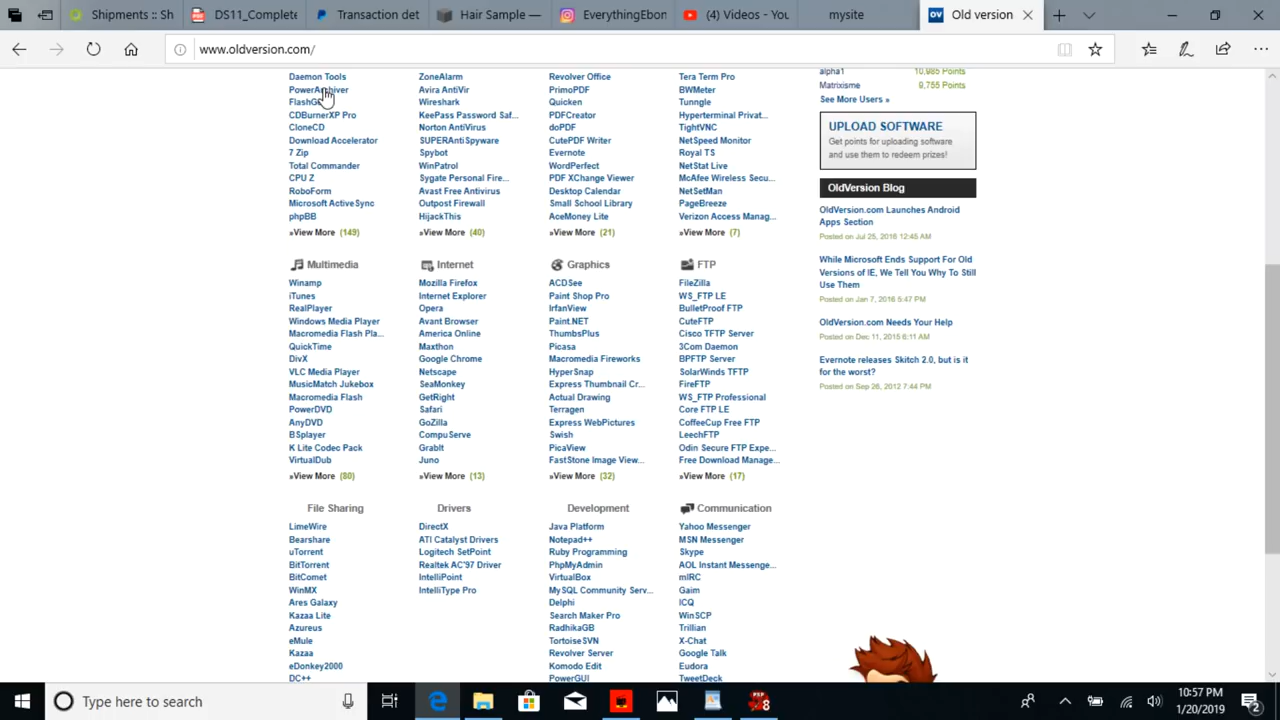 Shipments :: Sh
DS3 Complete
Transaction det
Hair Sample —
EverythingEbon
(4) Videos - You
mysite
OV Old version
www.oldversion.com/
Daemon Tools
PowerArchiver
CDBurnerXP Pro
CloneCD
Download Accelerator
7 Zip
Total Commander
CPU Z
RoboForm
Microsoft ActiveSync
phpBB
»View More (149)
ZoneAlarm
Avira AntiVir
Wireshark
KeePass Password Saf...
Norton AntiVirus
SUPERAntiSpyware
Spybot
WinPatrol
Sygate Personal Fire...
Avast Free Antivirus
Outpost Firewall
HijackThis
»View More (40)
Revolver Office
PrimoPDF
Quicken
PDFCreator
doPDF
CutePDF Writer
Evernote
WordPerfect
PDF XChange Viewer
Desktop Calendar
Small School Library
AceMoney Lite
»View More (21)
Tera Term Pro
BWMeter
Tunngle
Hyperterminal Privat...
TightVNC
NetSpeed Monitor
Royal TS
NetStat Live
McAfee Wireless Secu...
NetSetMan
PageBreeze
Verizon Access Manag...
»View More (7)
Multimedia
Winamp
iTunes
RealPlayer
Windows Media Player
Macromedia Flash Pla...
QuickTime
DivX
VLC Media Player
MusicMatch Jukebox
Macromedia Flash
PowerDVD
AnyDVD
BSplayer
K Lite Codec Pack
VirtualDub
»View More (80)
Internet
Mozilla Firefox
Internet Explorer
Opera
Avant Browser
America Online
Maxthon
Google Chrome
Netscape
SeaMonkey
GetRight
Safari
GoZilla
CompuServe
GrabIt
Juno
»View More (13)
Graphics
ACDSee
Paint Shop Pro
IrfanView
Paint.NET
ThumbsPlus
Picasa
Macromedia Fireworks
HyperSnap
Express Thumbnail Cr...
Actual Drawing
Terragen
Express WebPictures
Swish
PicaView
FastStone Image View...
»View More (32)
FTP
FileZilla
WS_FTP LE
BulletProof FTP
CuteFTP
Cisco TFTP Server
3Com Daemon
BPFTP Server
SolarWinds TFTP
FireFTP
WS_FTP Professional
Core FTP LE
CoffeeCup Free FTP
LeechFTP
Odin Secure FTP Expe...
Free Download Manage...
»View More (17)
File Sharing
LimeWire
Bearshare
uTorrent
BitTorrent
BitComet
WinMX
Ares Galaxy
Kazaa Lite
Azureus
eMule
Kazaa
eDonkey2000
DC++
Drivers
DirectX
ATI Catalyst Drivers
Logitech SetPoint
Realtek AC'97 Driver
IntelliPoint
IntelliType Pro
Development
Java Platform
Notepad++
Ruby Programming
PhpMyAdmin
VirtualBox
MySQL Community Serv...
Delphi
Search Maker Pro
RadhikaGB
TortoiseSVN
Revolver Server
Komodo Edit
PowerGUI
Communication
Yahoo Messenger
MSN Messenger
Skype
AOL Instant Messenge...
mIRC
Gaim
ICQ
WinSCP
Trillian
X-Chat
Google Talk
Eudora
TweetDeck
alpha1 10,985 Points
Matrixisme 9,755 Points
See More Users »
UPLOAD SOFTWARE
Get points for uploading software
and use them to redeem prizes!
OldVersion Blog
OldVersion.com Launches Android
Apps Section
Posted on Jul 25, 2016 12:45 AM
While Microsoft Ends Support For Old
Versions of IE, We Tell You Why To Still
Use Them
Posted on Jan 7, 2016 5:47 PM
OldVersion.com Needs Your Help
Posted on Dec 11, 2015 6:11 AM
Evernote releases Skitch 2.0, but is it
for the worst?
Posted on Sep 26, 2012 7:44 PM
Type here to search
PSP 8
10:37 PM
1/20/2019
2